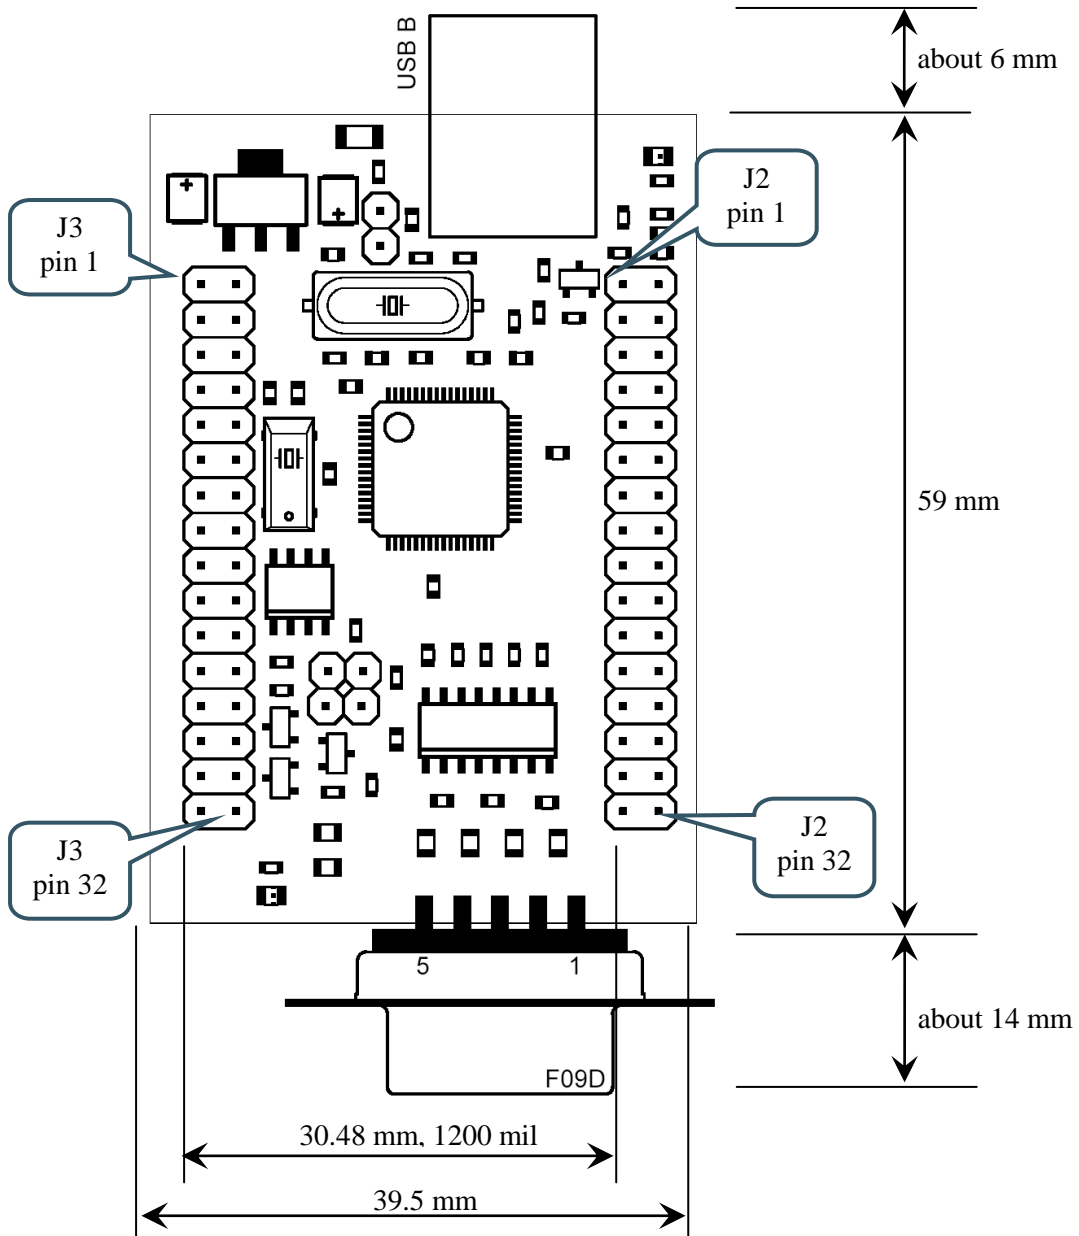 USB B
about 6 mm
J2
pin 1
J3
pin 1
+
+
59 mm
J3
pin 32
J2
pin 32
5 1
about 14 mm
F09D
30.48 mm, 1200 mil
39.5 mm